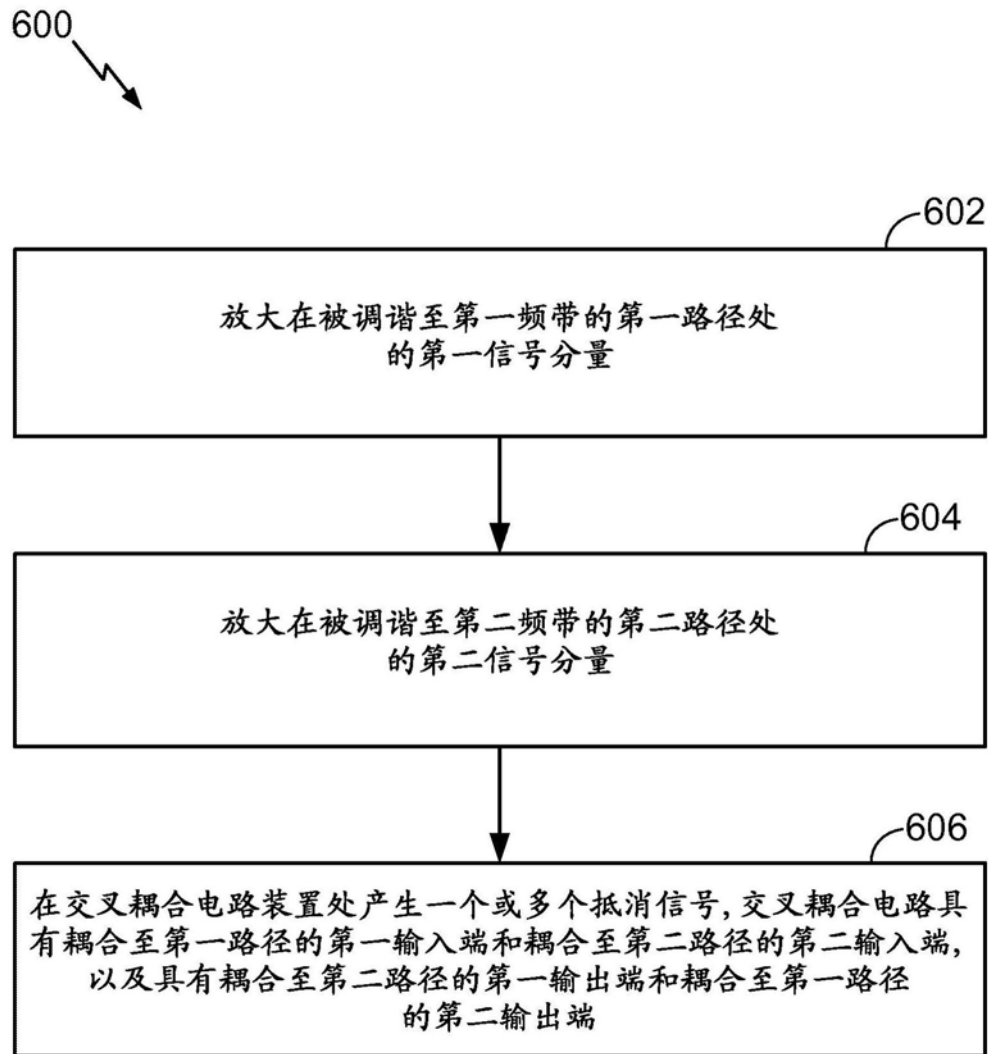 600
602
放大在被调谐至第一频带的第一路径处
的第一信号分量
604
放大在被调谐至第二频带的第二路径处
的第二信号分量
606
在交叉耦合电路装置处产生一个或多个抵消信号,交叉耦合电路具
有耦合至第一路径的第一输入端和耦合至第二路径的第二输入端,
以及具有耦合至第二路径的第一输出端和耦合至第一路径
的第二输出端